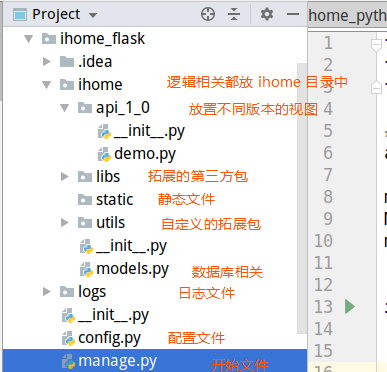 Project
home_pyth
ihome_flask
.idea
ihome 逻辑相关都放 ihome 目录中
api_1_0 放置不同版本的视图
__init__.py
demo.py
libs 拓展的第三方包
static 静态文件
utils 自定义的拓展包
__init__.py
models.py 数据库相关
logs 日志文件
__init__.py
config.py 配置文件
manage.py 开始文件
1
2
3
4
5
6
7
8
9
10
11
12
13
14
15
16